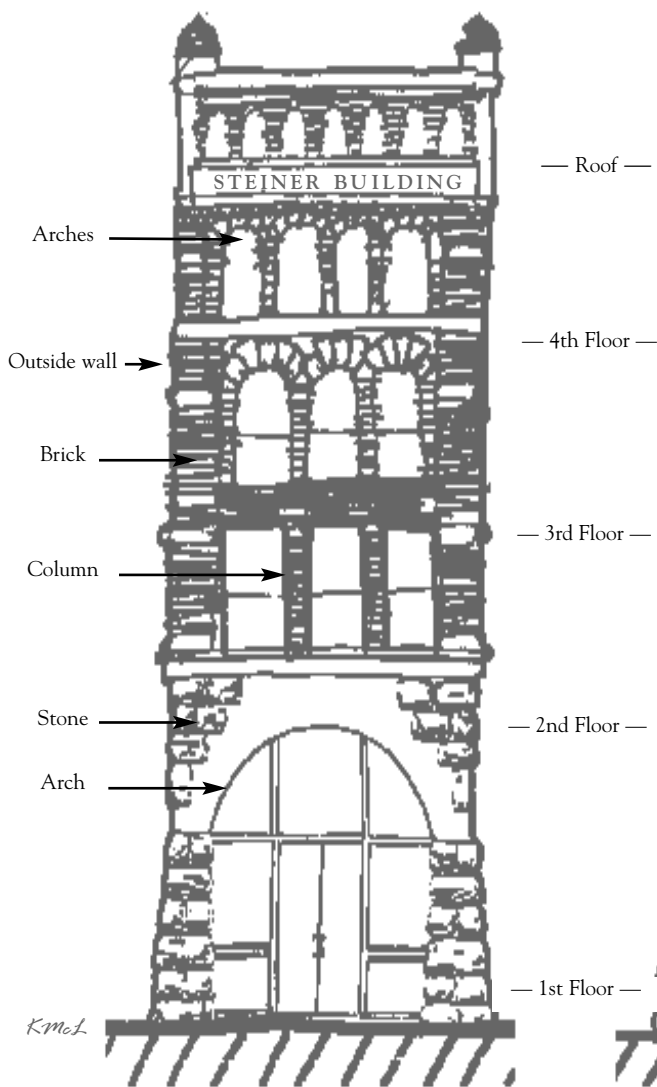 — Roof —
STEINER BUILDING
Arches
— 4th Floor —
Outside wall
Brick
— 3rd Floor —
Column
Stone
— 2nd Floor —
Arch
— 1st Floor —
KMcL